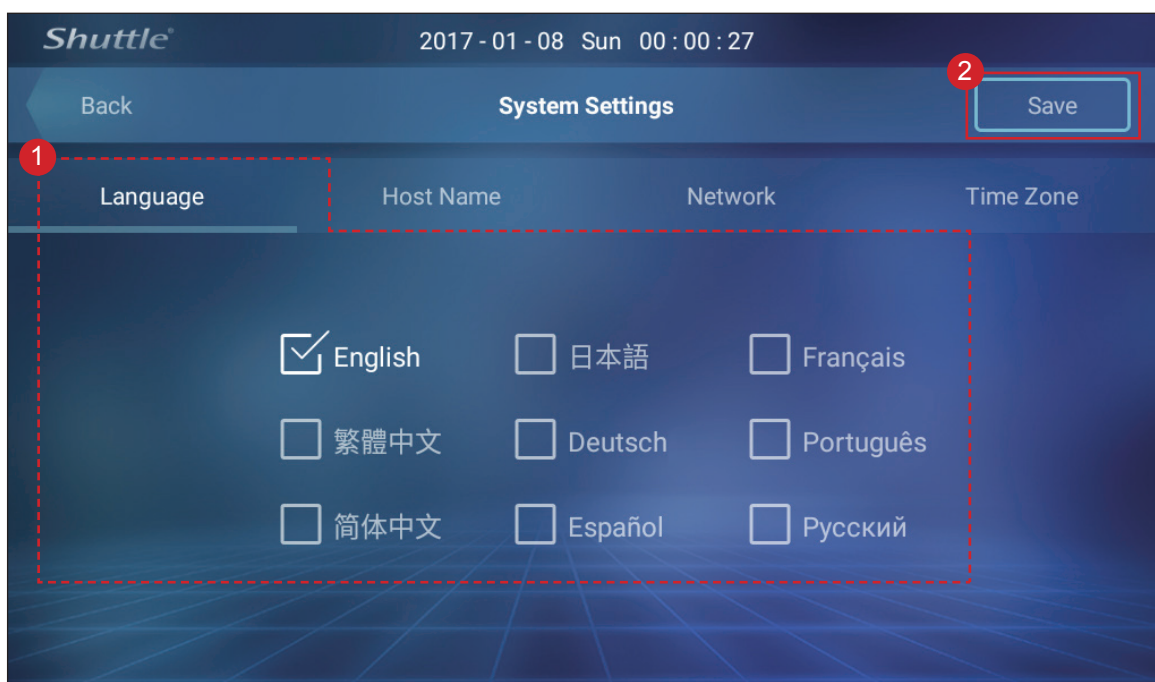 Shuttle®
2017 - 01 - 08 Sun 00 : 00 : 27
2
Back
System Settings
Save
1
Language
Host Name
Network
Time Zone
English
日本語
Français
繁體中文
Deutsch
Português
简体中文
Español
Русский